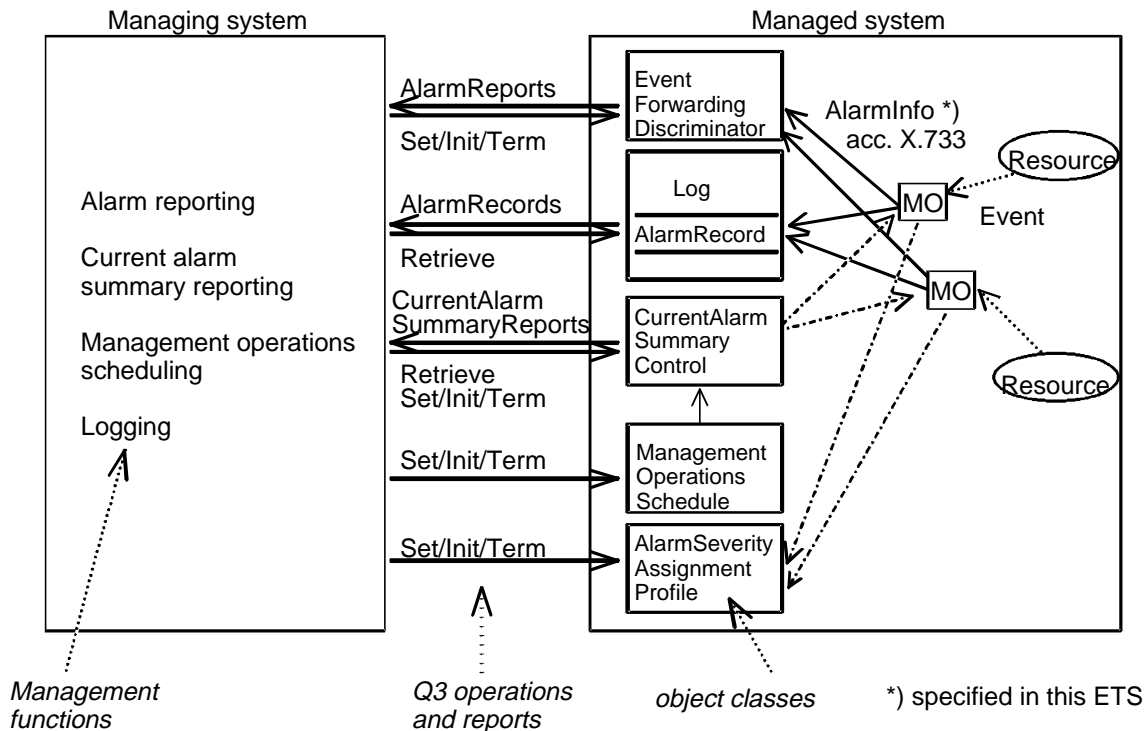 Managing system
Managed system
Alarm reporting
Current alarm
summary reporting
Management operations
scheduling
Logging
AlarmReports
Set/Init/Term
AlarmRecords
Retrieve
CurrentAlarm
SummaryReports
Retrieve
Set/Init/Term
Set/Init/Term
Set/Init/Term
Event
Forwarding
Discriminator
Log
AlarmRecord
CurrentAlarm
Summary
Control
Management
Operations
Schedule
AlarmSeverity
Assignment
Profile
AlarmInfo *)
acc. X.733
Resource
MO
Event
MO
Resource
Management
functions
Q3 operations
and reports
object classes
*) specified in this ETS